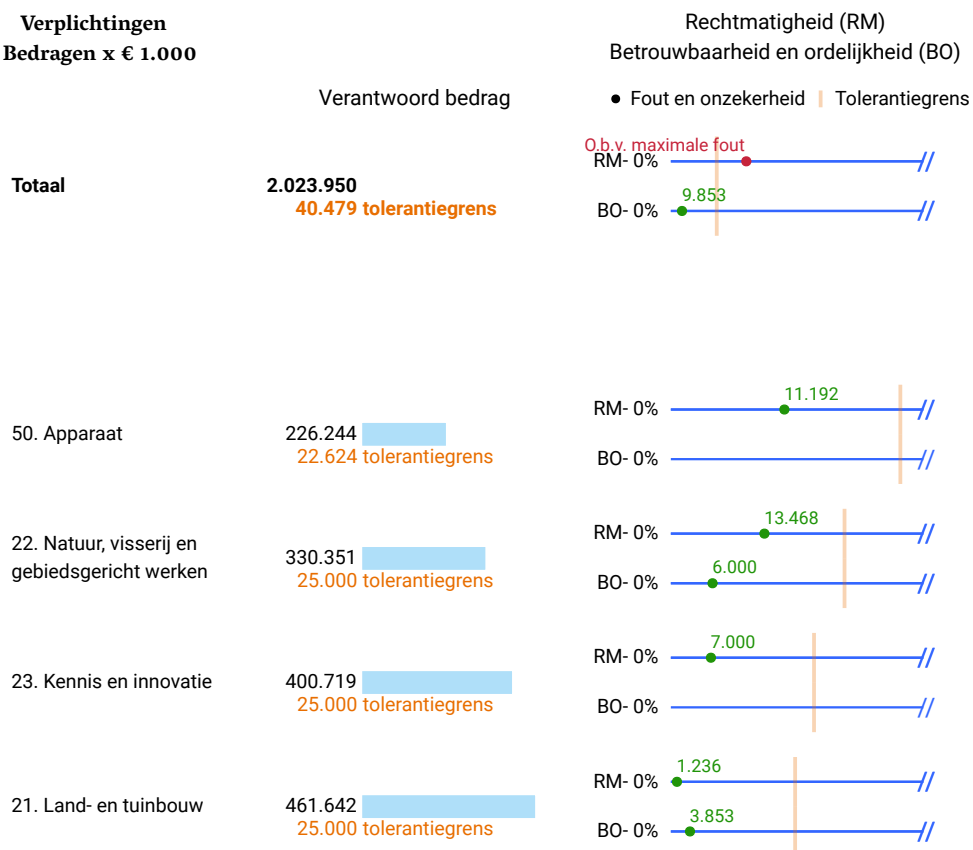 Verplichtingen
Bedragen x € 1.000
Rechtmatigheid (RM)
Betrouwbaarheid en ordelijkheid (BO)
Verantwoord bedrag
Fout en onzekerheid
Tolerantiegrens
O.b.v. maximale fout
RM- 0%
Totaal
2.023.950
40.479 tolerantiegrens
9.853
BO- 0%
11.192
RM- 0%
50. Apparaat
226.244
22.624 tolerantiegrens
BO- 0%
13.468
RM- 0%
22. Natuur, visserij en
gebiedsgericht werken
330.351
25.000 tolerantiegrens
6.000
BO- 0%
7.000
RM- 0%
23. Kennis en innovatie
400.719
25.000 tolerantiegrens
BO- 0%
1.236
RM- 0%
21. Land- en tuinbouw
461.642
25.000 tolerantiegrens
3.853
BO- 0%